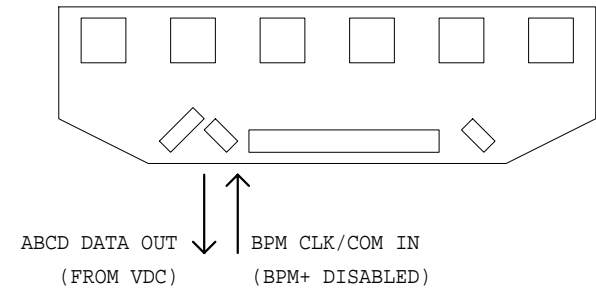 ABCD DATA OUT
(FROM VDC)
BPM CLK/COM IN
(BPM+ DISABLED)